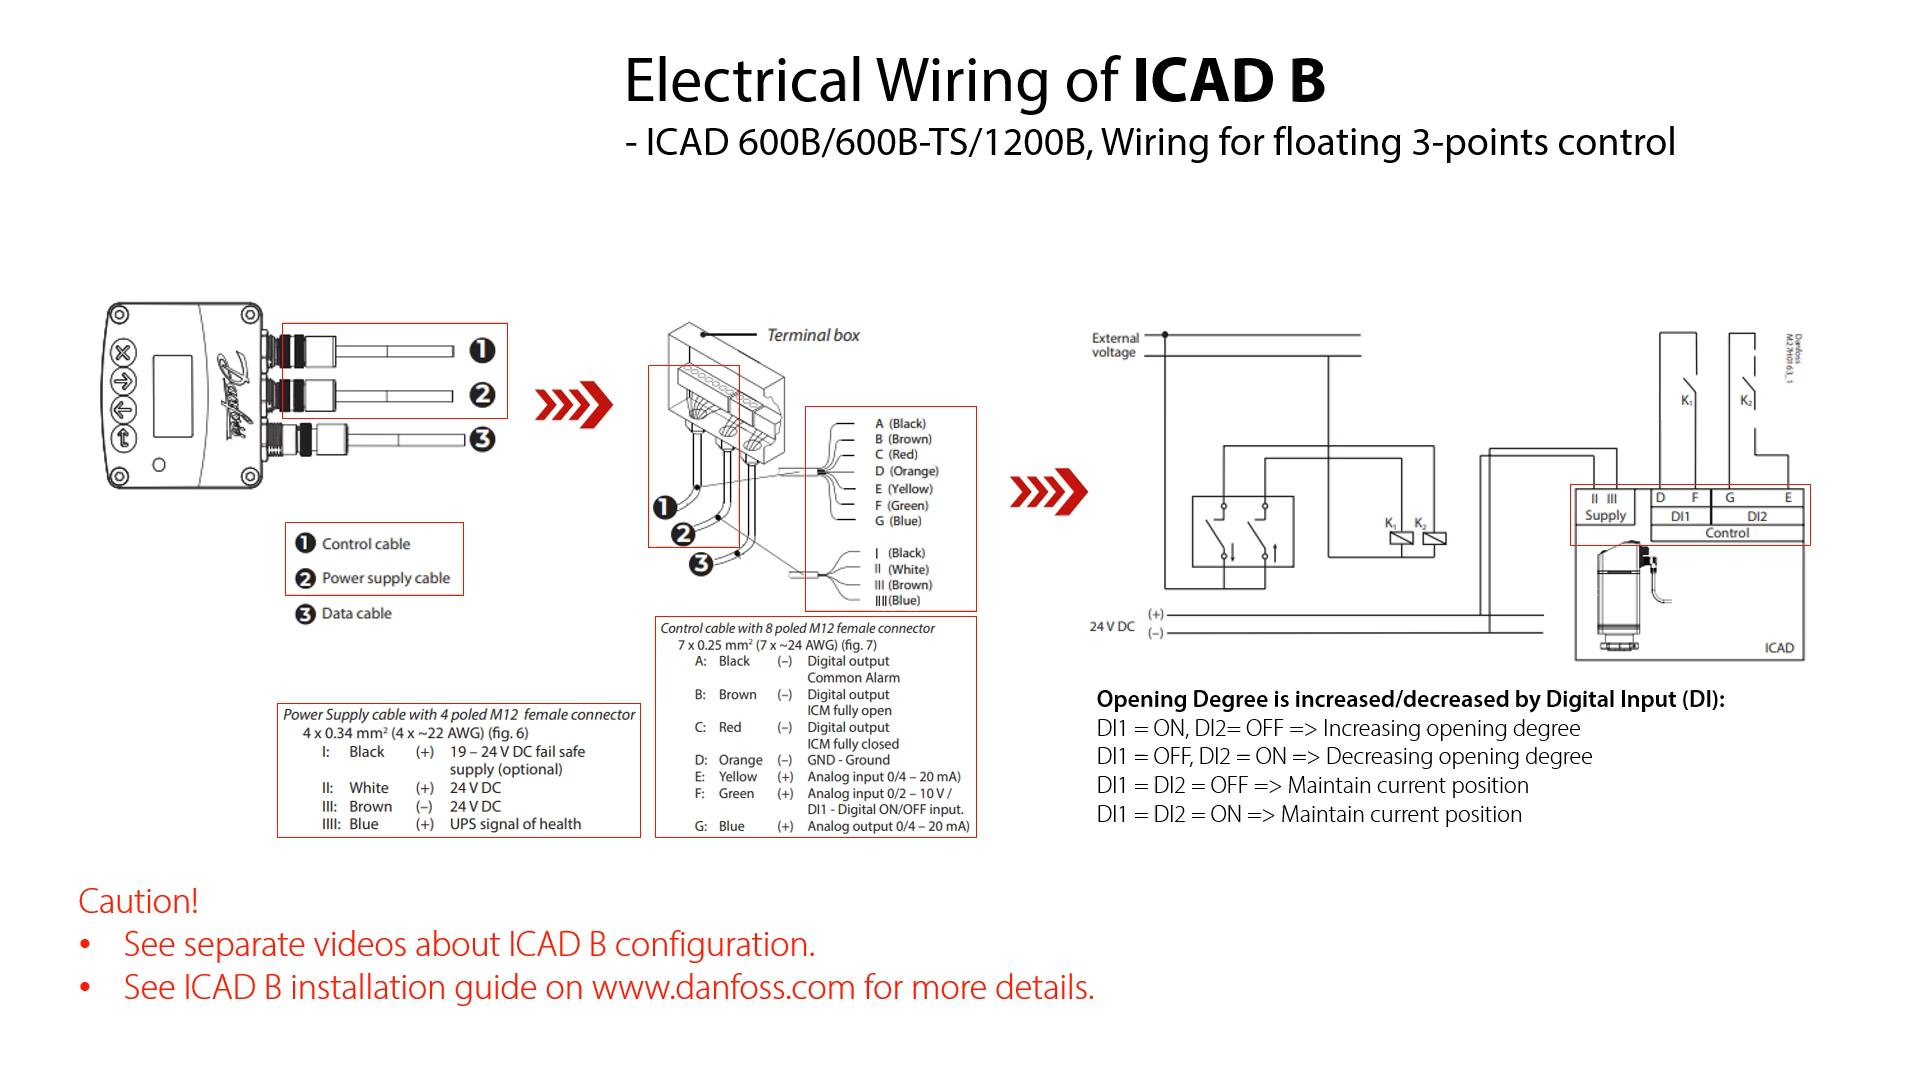 Electrical Wiring of ICAD B
- ICAD 600B/600B-TS/1200B, Wiring for floating 3-points control
Danfoss
1
2
3
1 Control cable
2 Power supply cable
3 Data cable
Power Supply cable with 4 poled M12 female connector
4 x 0.34 mm² (4 x ~22 AWG) (fig. 6)
I: Black (+) 19 – 24 V DC fail safe
supply (optional)
II: White (+) 24 V DC
III: Brown (–) 24 V DC
IIII: Blue (+) UPS signal of health
Terminal box
A (Black)
B (Brown)
C (Red)
D (Orange)
E (Yellow)
F (Green)
G (Blue)
I (Black)
II (White)
III (Brown)
IIII (Blue)
1
2
3
Control cable with 8 poled M12 female connector
7 x 0.25 mm² (7 x ~24 AWG) (fig. 7)
A: Black (–) Digital output
Common Alarm
B: Brown (–) Digital output
ICM fully open
C: Red (–) Digital output
ICM fully closed
D: Orange (–) GND - Ground
E: Yellow (+) Analog input 0/4 – 20 mA)
F: Green (+) Analog input 0/2 – 10 V /
DI1 - Digital ON/OFF input.
G: Blue (+) Analog output 0/4 – 20 mA)
External
voltage
K1 K2
24 V DC (+)
(–)
K1 K2
Danfoss
M27H0163_1
II III D F G E
Supply DI1 DI2
Control
ICAD
Opening Degree is increased/decreased by Digital Input (DI):
DI1 = ON, DI2= OFF => Increasing opening degree
DI1 = OFF, DI2 = ON => Decreasing opening degree
DI1 = DI2 = OFF => Maintain current position
DI1 = DI2 = ON => Maintain current position
Caution!
• See separate videos about ICAD B configuration.
• See ICAD B installation guide on www.danfoss.com for more details.